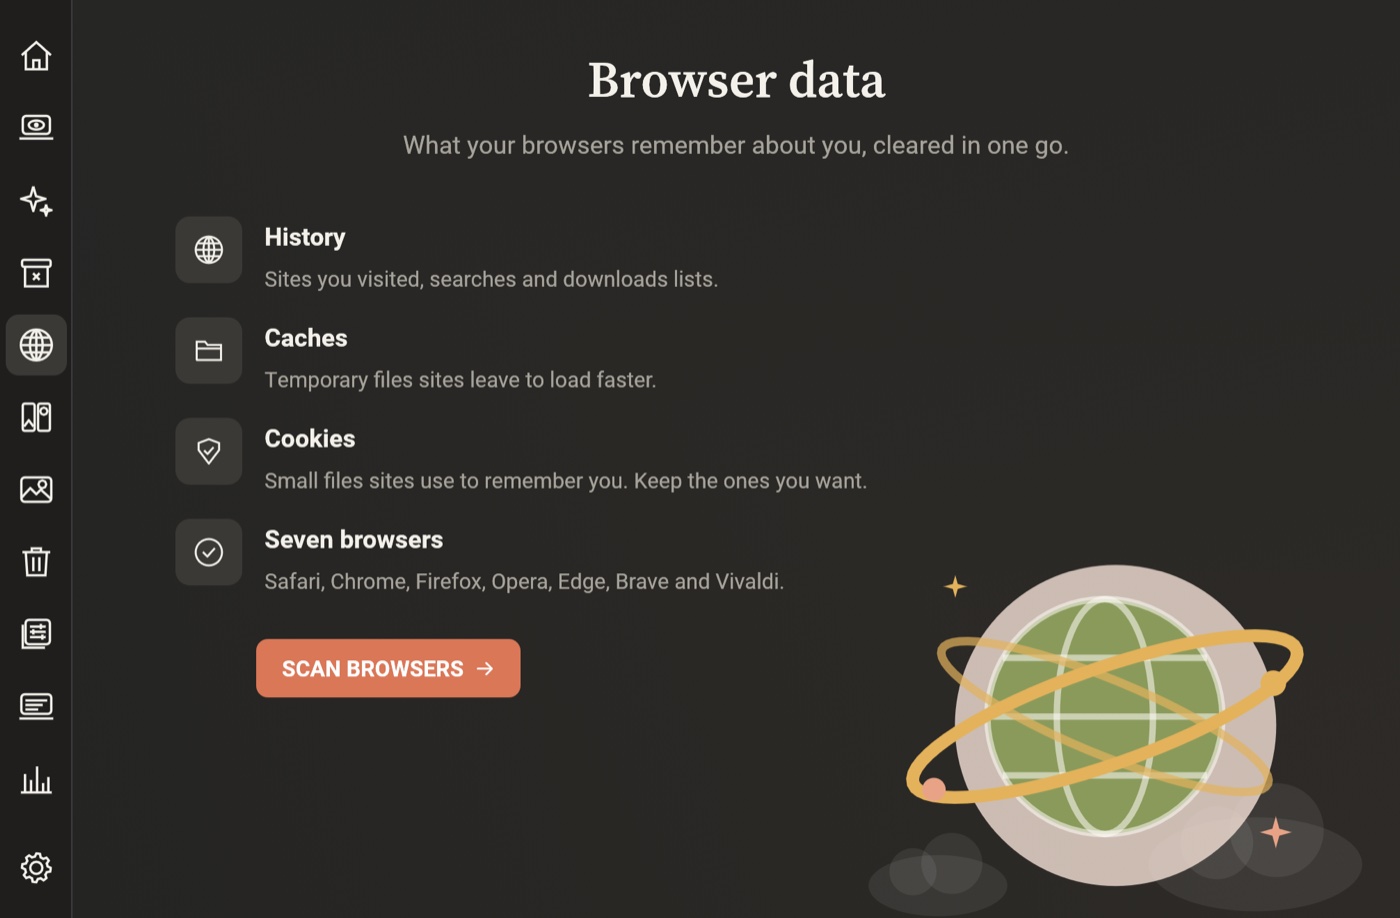 Browser data
What your browsers remember about you, cleared in one go.
History
Sites you visited, searches and downloads lists.
Caches
Temporary files sites leave to load faster.
Cookies
Small files sites use to remember you. Keep the ones you want.
Seven browsers
Safari, Chrome, Firefox, Opera, Edge, Brave and Vivaldi.
SCAN BROWSERS →